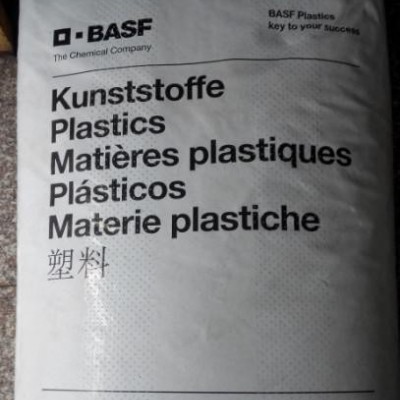 BASF
The Chemical Company
BASF Plastics
key to your success
Kunststoffe
Plastics
Matières plastiques
Plásticos
Materie plastiche
塑料